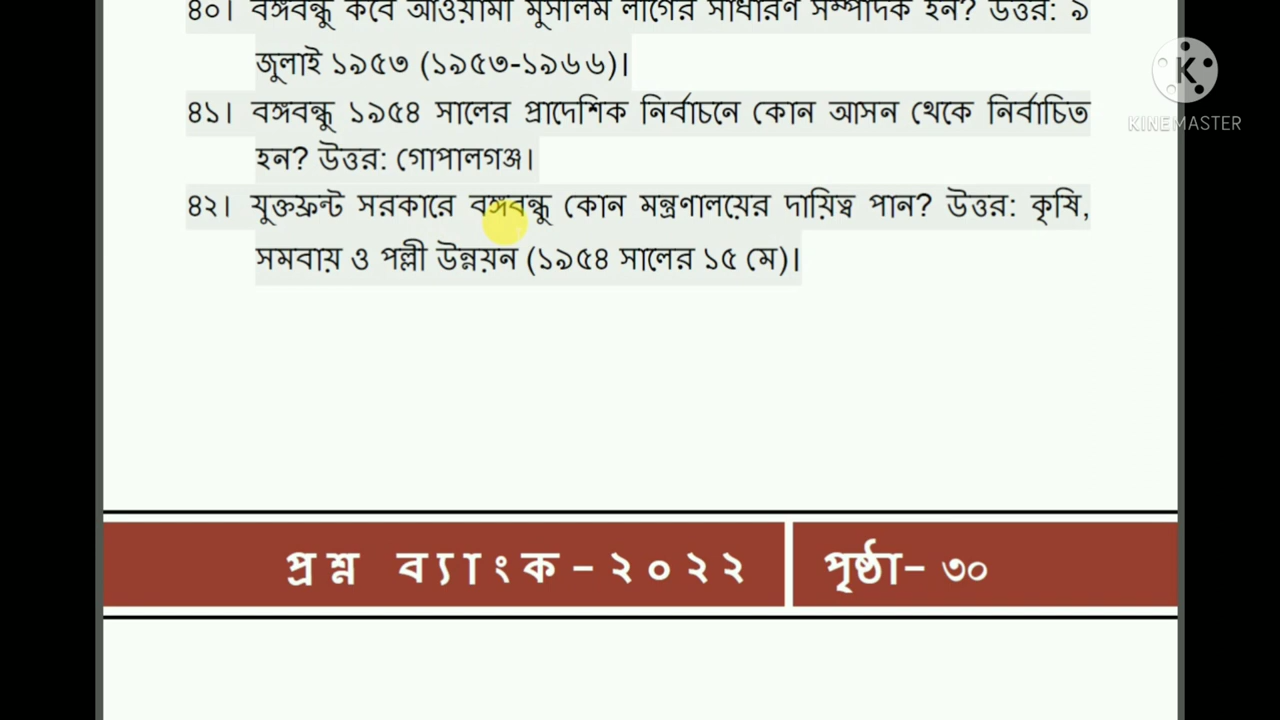 ৪০। বঙ্গবন্ধু কবে আওয়ামী মুসলিম লীগের সাধারণ সম্পাদক হন? উত্তর: ৯
জুলাই ১৯৫৩ (১৯৫৩-১৯৬৬)।
৪১। বঙ্গবন্ধু ১৯৫৪ সালের প্রাদেশিক নির্বাচনে কোন আসন থেকে নির্বাচিত
হন? উত্তর: গোপালগঞ্জ।
৪২। যুক্তফ্রন্ট সরকারে বঙ্গবন্ধু কোন মন্ত্রণালয়ের দায়িত্ব পান? উত্তর: কৃষি,
সমবায় ও পল্লী উন্নয়ন (১৯৫৪ সালের ১৫ মে)।
প্রশ্ন ব্যাংক-২০২২
পৃষ্ঠা- ৩০
K
KINEMASTER